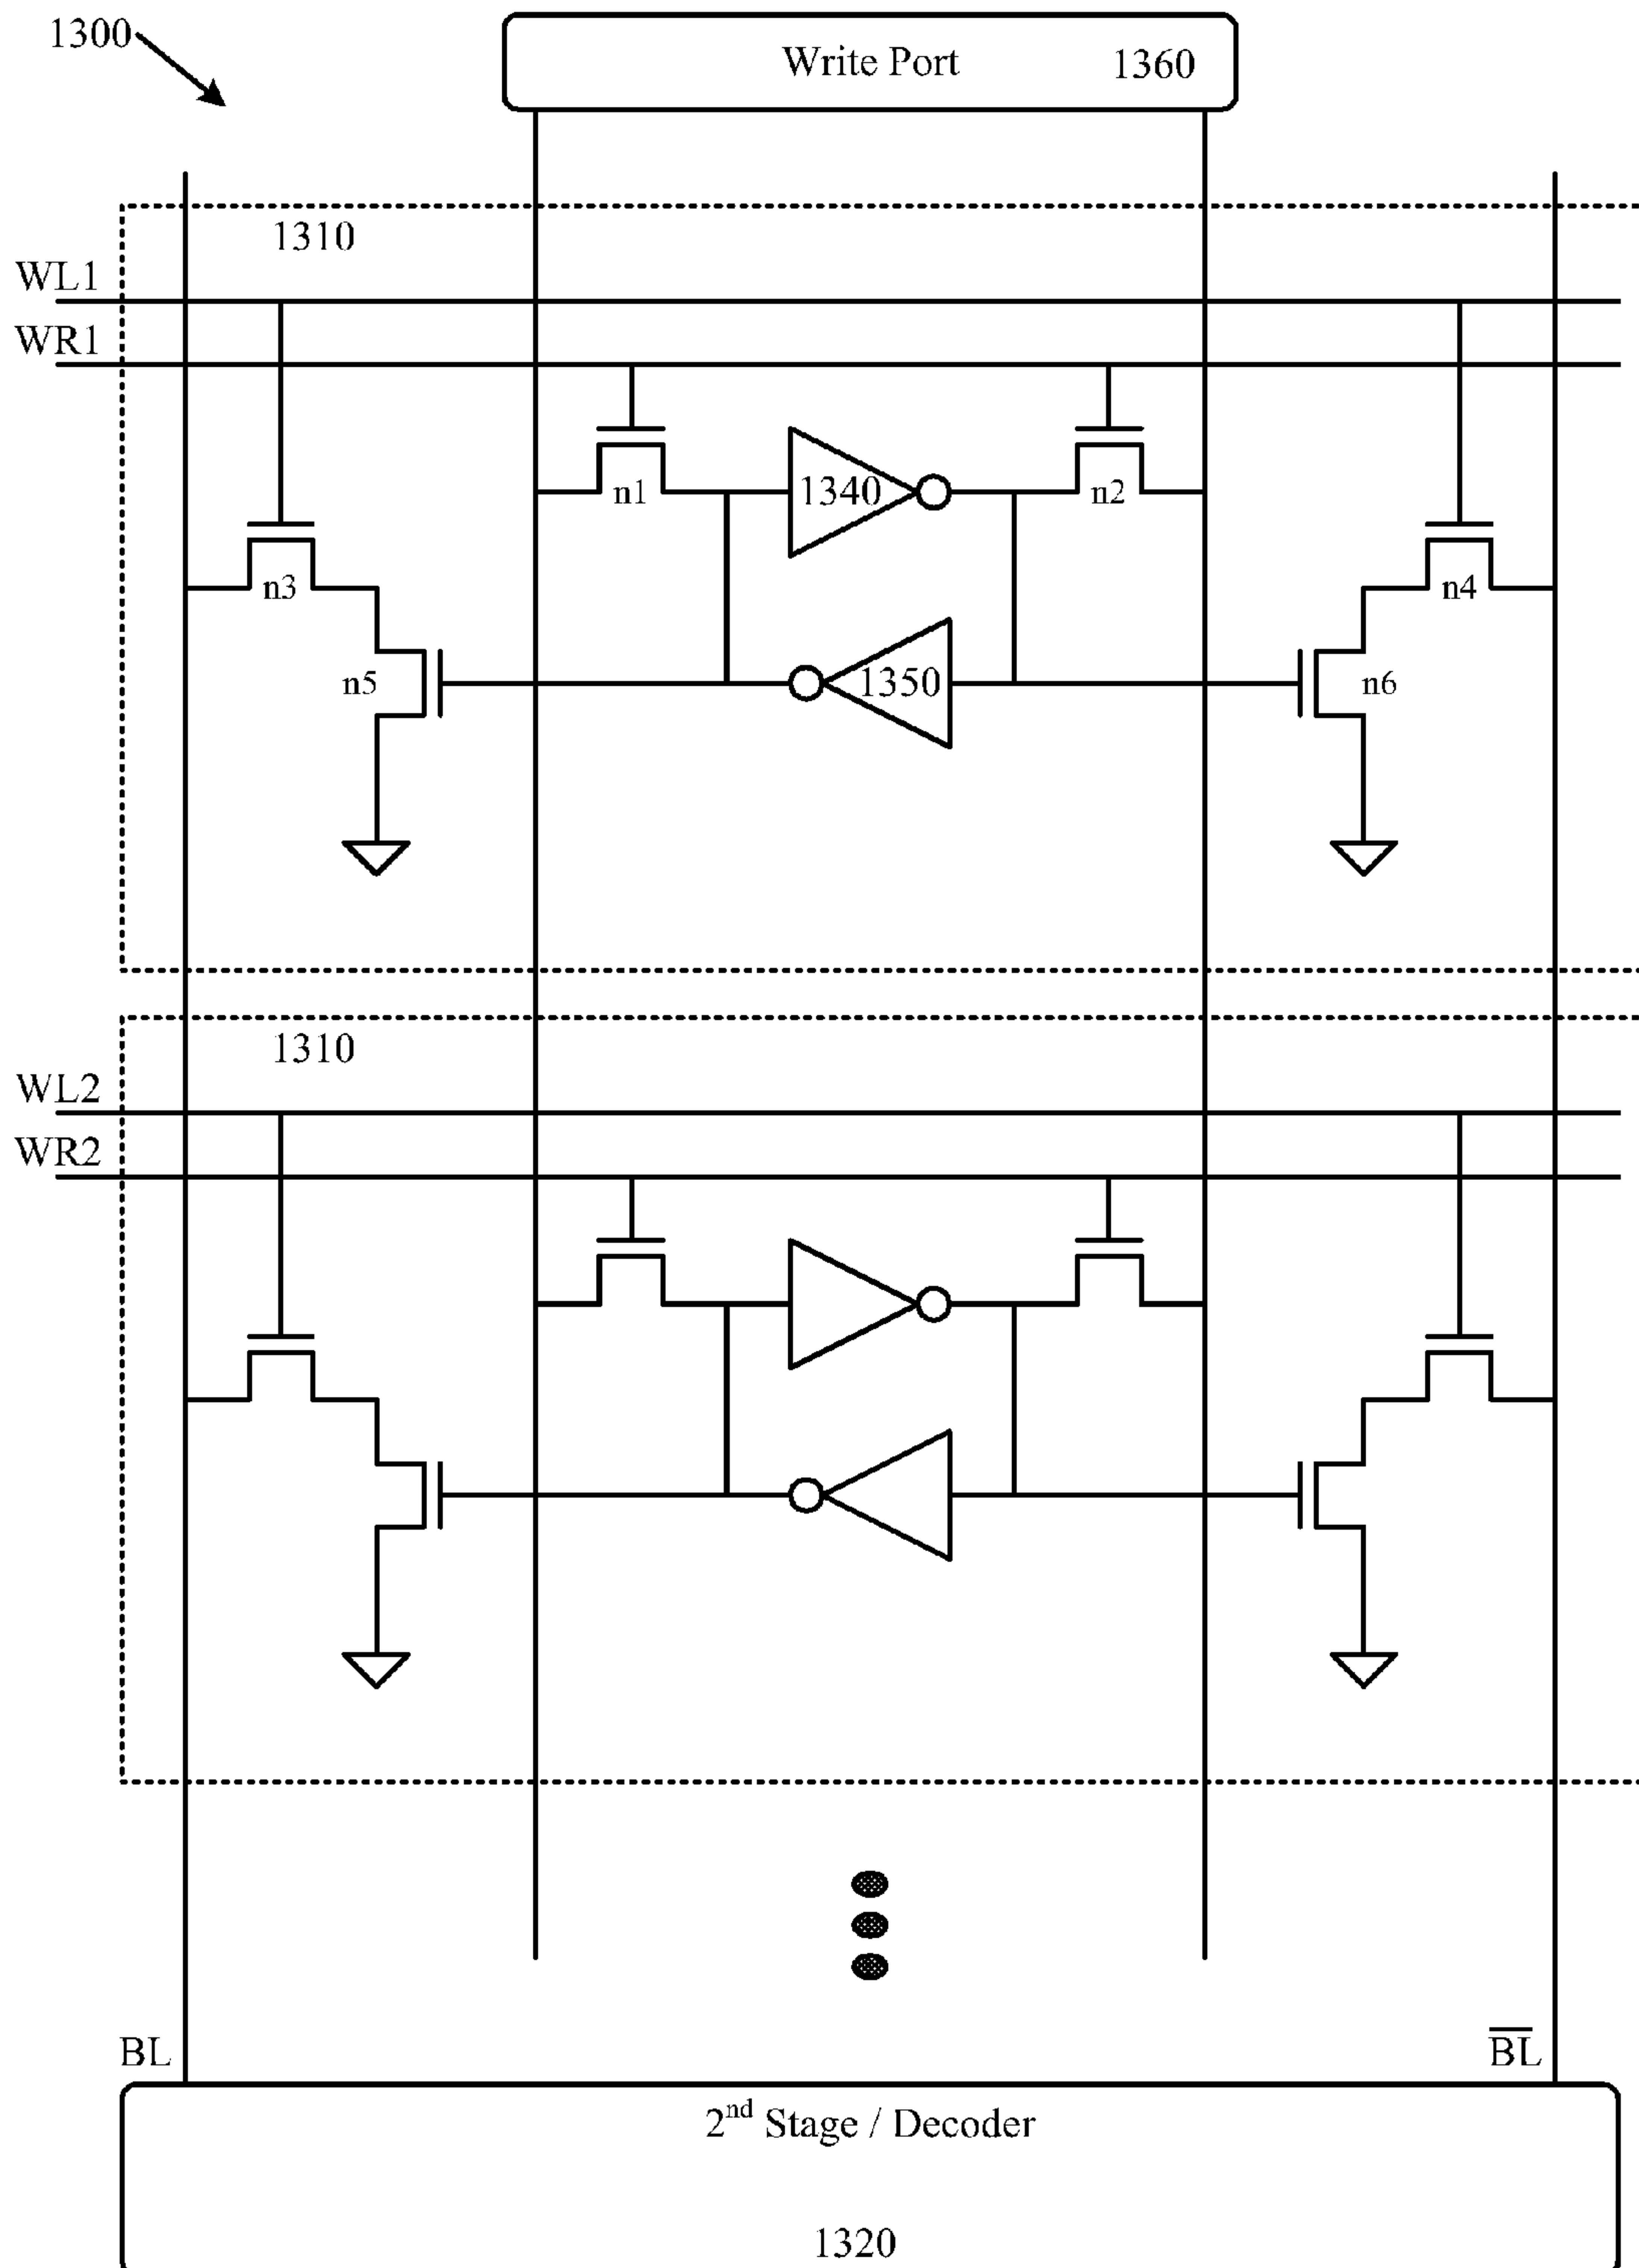 1300
Write Port 1360
1310
WL1
WR1
n1 1340 n2
n3 n4
n5 1350 n6
1310
WL2
WR2
BL B̅L̅
2nd Stage / Decoder
1320